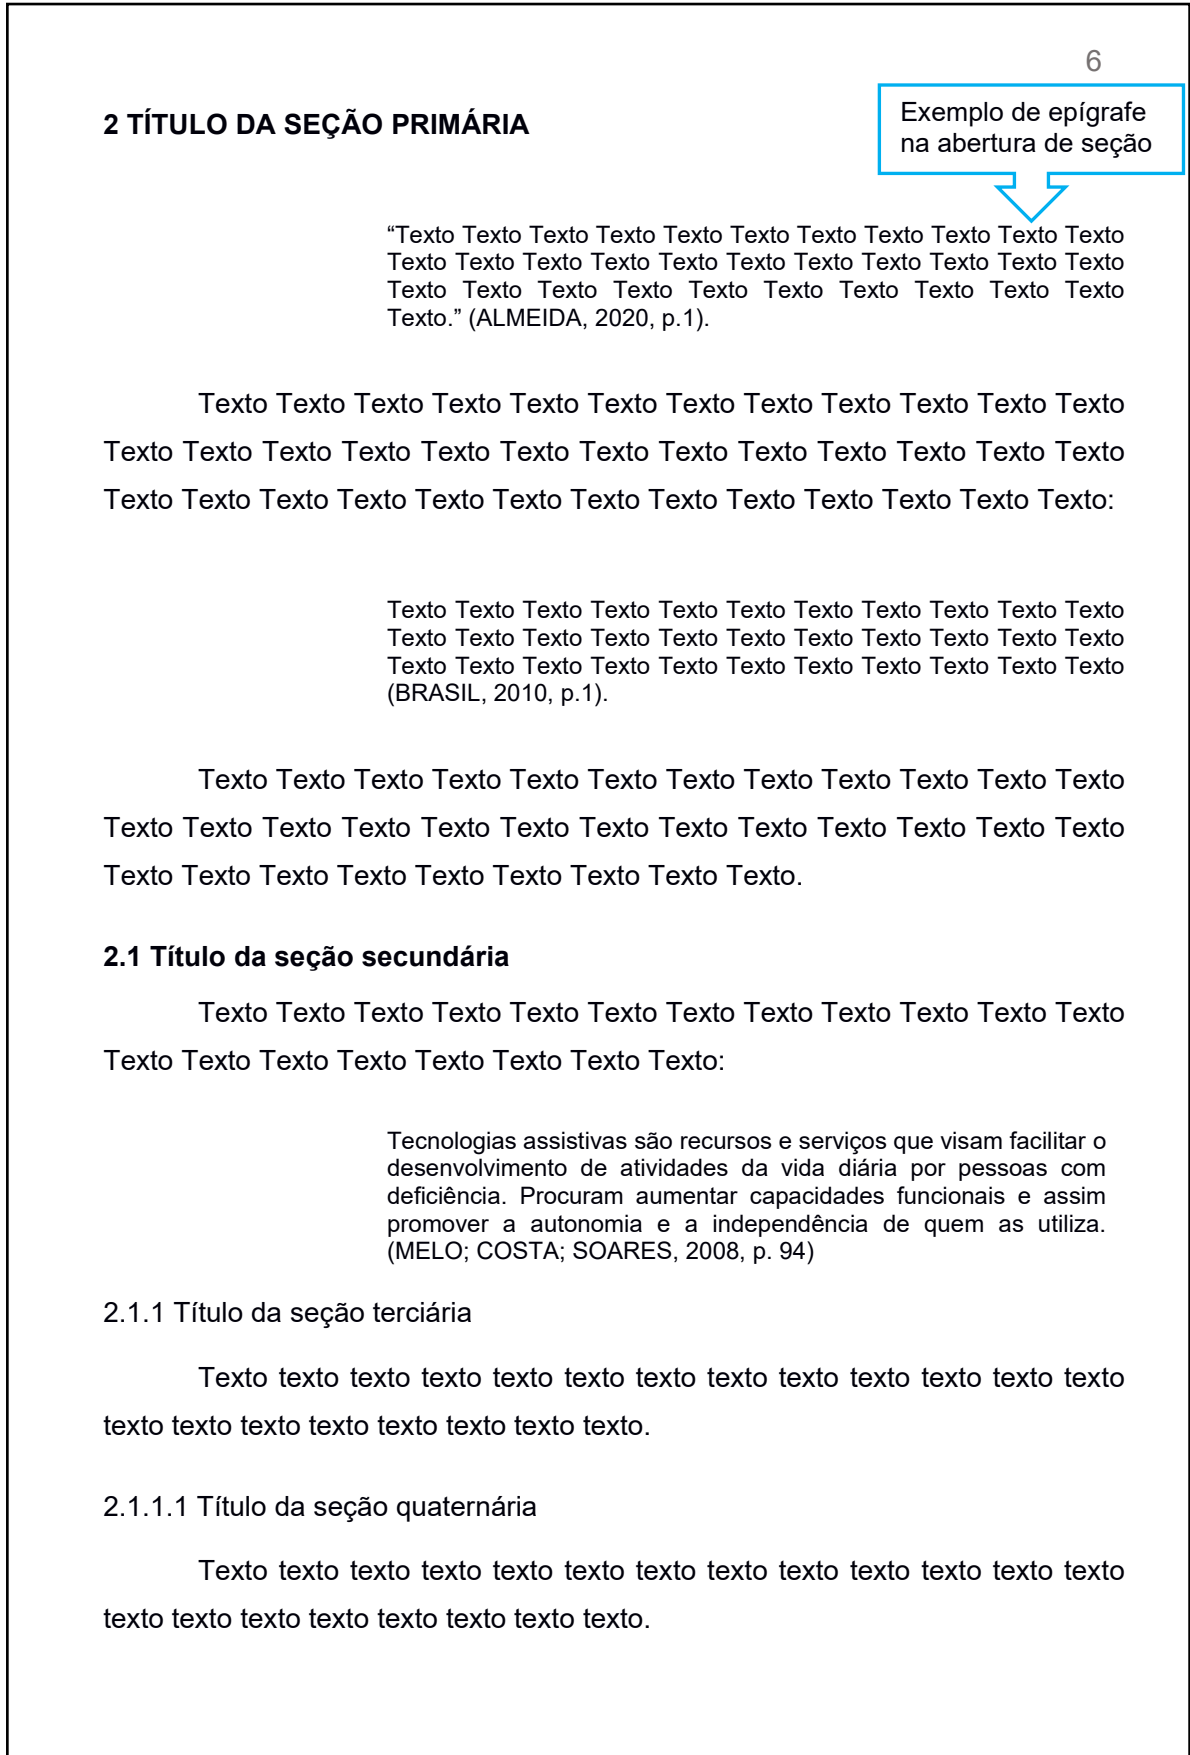 6
2 TÍTULO DA SEÇÃO PRIMÁRIA
Exemplo de epígrafe
na abertura de seção
“Texto Texto Texto Texto Texto Texto Texto Texto Texto Texto Texto
Texto Texto Texto Texto Texto Texto Texto Texto Texto Texto Texto
Texto Texto Texto Texto Texto Texto Texto Texto Texto Texto
Texto.” (ALMEIDA, 2020, p.1).
Texto Texto Texto Texto Texto Texto Texto Texto Texto Texto Texto Texto
Texto Texto Texto Texto Texto Texto Texto Texto Texto Texto Texto Texto Texto
Texto Texto Texto Texto Texto Texto Texto Texto Texto Texto Texto Texto Texto:
Texto Texto Texto Texto Texto Texto Texto Texto Texto Texto Texto
Texto Texto Texto Texto Texto Texto Texto Texto Texto Texto Texto
Texto Texto Texto Texto Texto Texto Texto Texto Texto Texto Texto
(BRASIL, 2010, p.1).
Texto Texto Texto Texto Texto Texto Texto Texto Texto Texto Texto Texto
Texto Texto Texto Texto Texto Texto Texto Texto Texto Texto Texto Texto Texto
Texto Texto Texto Texto Texto Texto Texto Texto Texto.
2.1 Título da seção secundária
Texto Texto Texto Texto Texto Texto Texto Texto Texto Texto Texto Texto
Texto Texto Texto Texto Texto Texto Texto Texto:
Tecnologias assistivas são recursos e serviços que visam facilitar o
desenvolvimento de atividades da vida diária por pessoas com
deficiência. Procuram aumentar capacidades funcionais e assim
promover a autonomia e a independência de quem as utiliza.
(MELO; COSTA; SOARES, 2008, p. 94)
2.1.1 Título da seção terciária
Texto texto texto texto texto texto texto texto texto texto texto texto texto
texto texto texto texto texto texto texto texto.
2.1.1.1 Título da seção quaternária
Texto texto texto texto texto texto texto texto texto texto texto texto texto
texto texto texto texto texto texto texto texto.